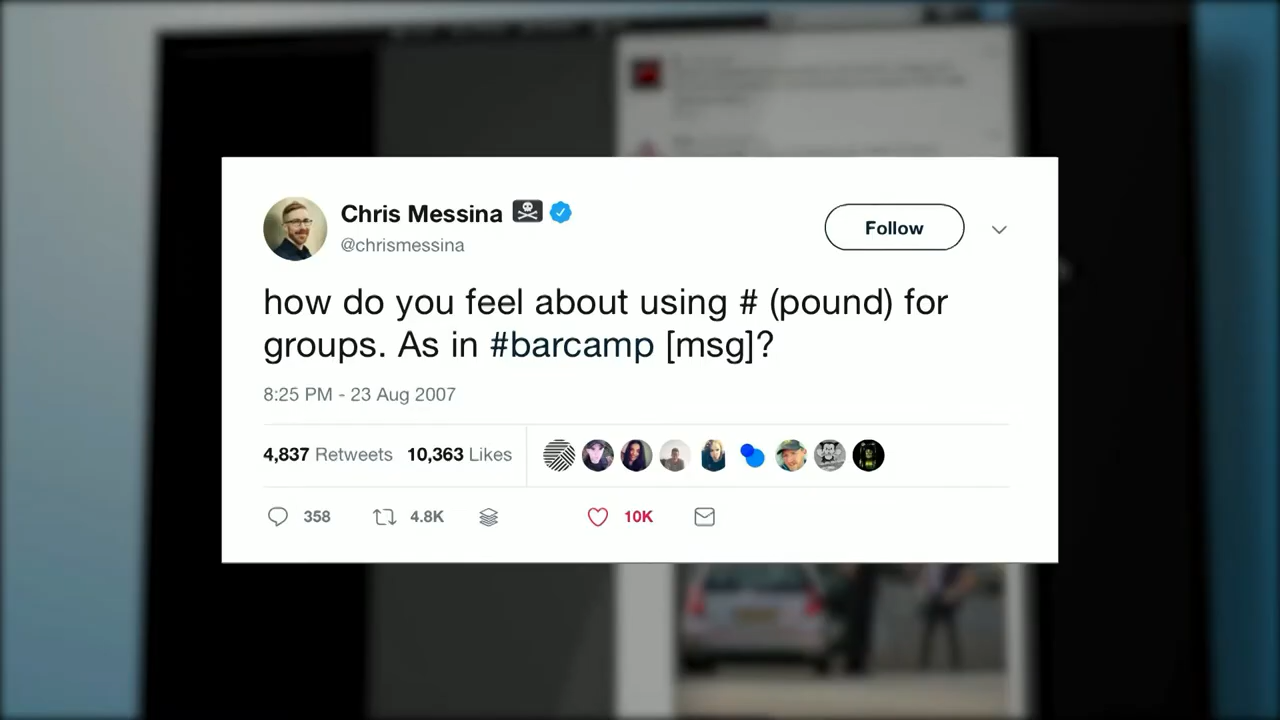 Chris Messina
@chrismessina
Follow
how do you feel about using # (pound) for
groups. As in #barcamp [msg]?
8:25 PM - 23 Aug 2007
4,837 Retweets 10,363 Likes
358 4.8K 10K